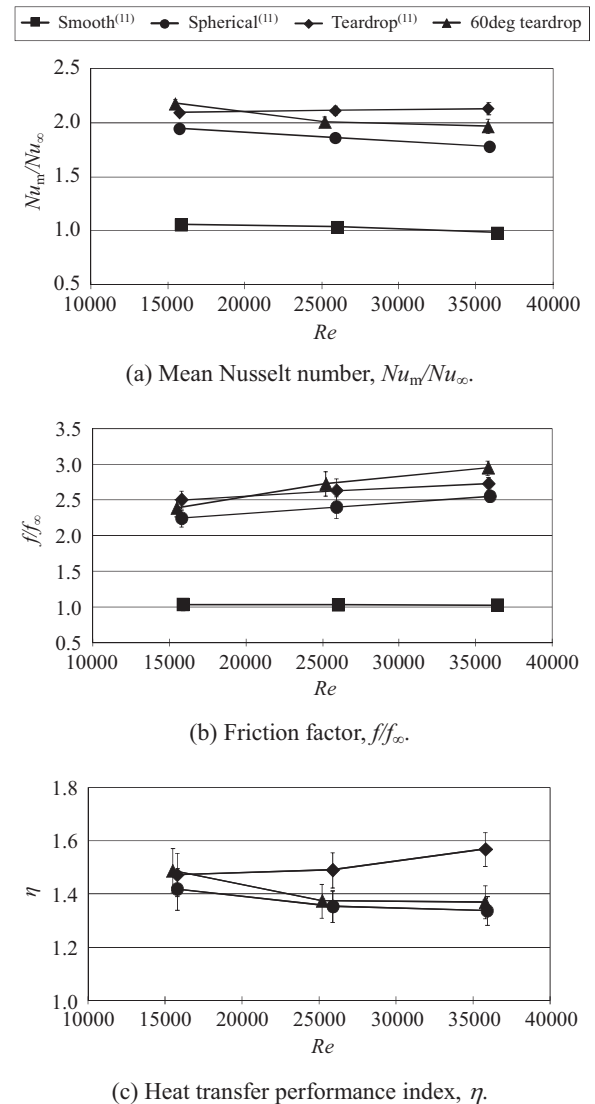 Smooth(11) Spherical(11) Teardrop(11) 60deg teardrop
2.5
2.0
1.5
1.0
0.5
Num/Nu∞
10000 15000 20000 25000 30000 35000 40000
Re
(a) Mean Nusselt number, Num/Nu∞.
3.5
3.0
2.5
2.0
1.5
1.0
0.5
f/f∞
10000 15000 20000 25000 30000 35000 40000
Re
(b) Friction factor, f/f∞.
1.8
1.6
1.4
1.2
1.0
η
10000 15000 20000 25000 30000 35000 40000
Re
(c) Heat transfer performance index, η.